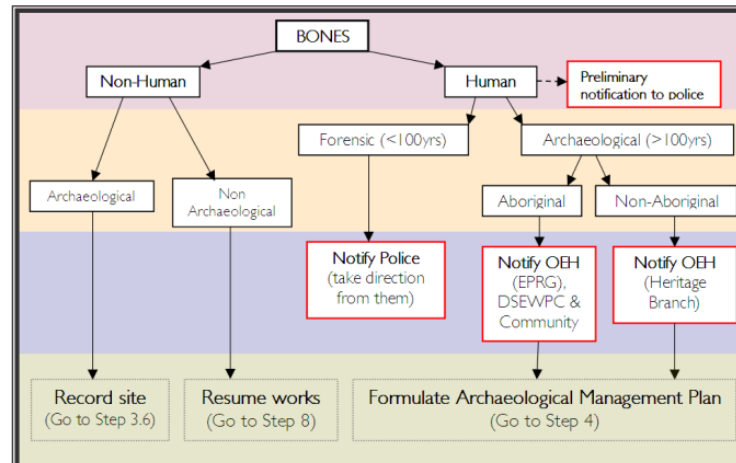 BONES
Non-Human
Human
Preliminary
notification to police
Forensic (<100yrs)
Archaeological (>100yrs)
Archaeological
Non
Archaeological
Aboriginal
Non-Aboriginal
Notify Police
(take direction
from them)
Notify OEH
(EPRG),
DSEWPC &
Community
Notify OEH
(Heritage
Branch)
Record site
(Go to Step 3.6)
Resume works
(Go to Step 8)
Formulate Archaeological Management Plan
(Go to Step 4)